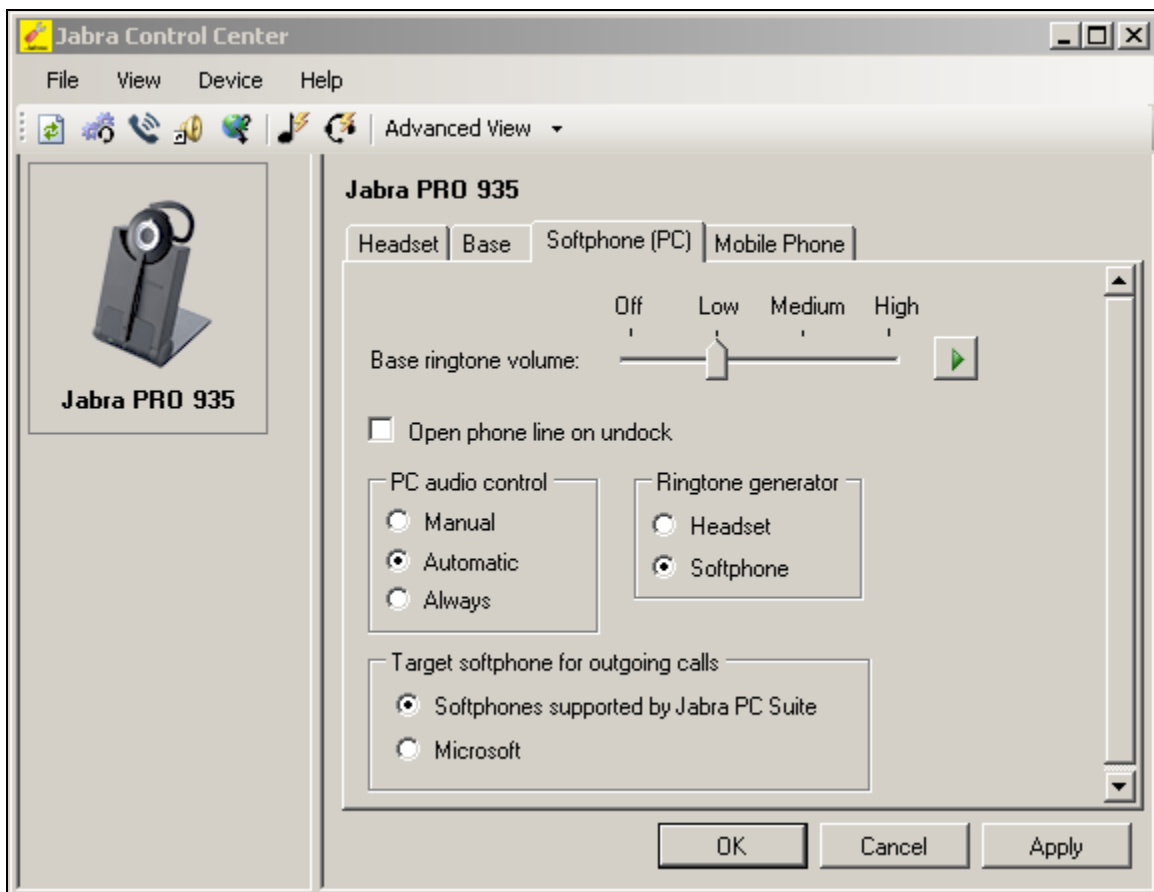 Jabra Control Center
File View Device Help
Advanced View
Jabra PRO 935
Jabra PRO 935
Headset Base Softphone (PC) Mobile Phone
Off Low Medium High
Base ringtone volume:
Open phone line on undock
PC audio control
Manual
Automatic
Always
Ringtone generator
Headset
Softphone
Target softphone for outgoing calls
Softphones supported by Jabra PC Suite
Microsoft
OK Cancel Apply